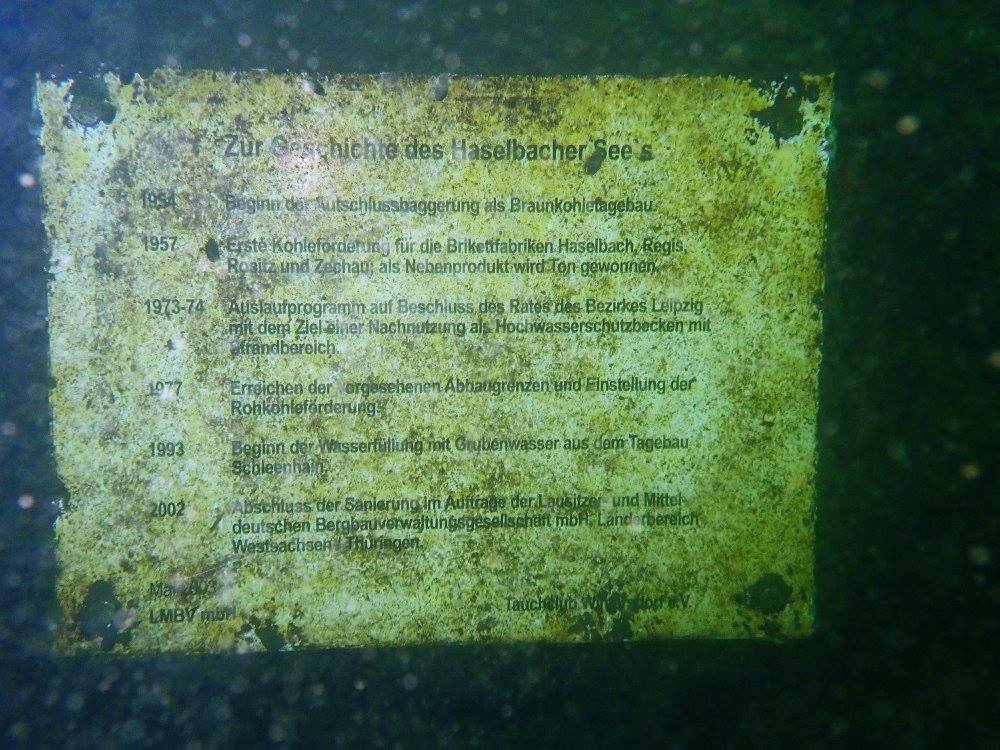 Zur Geschichte des Haselbacher See`s
1954 Beginn der Aufschlussbaggerung als Braunkohletagebau.
1957 Erste Kohleförderung für die Brikettfabriken Haselbach, Regis,
Rositz und Zechau; als Nebenprodukt wird Ton gewonnen.
1973-74 Auslaufprogramm auf Beschluss des Rates des Bezirkes Leipzig
mit dem Ziel einer Nachnutzung als Hochwasserschutzbecken mit
Strandbereich.
1977 Erreichen der vorgesehenen Abbaugrenzen und Einstellung der
Rohkohleförderung.
1993 Beginn der Wasserfüllung mit Grubenwasser aus dem Tagebau
Schleenhain.
2002 Abschluss der Sanierung im Auftrage der Lausitzer- und Mittel-
deutschen Bergbauverwaltungsgesellschaft mbH, Länderbereich
Westsachsen / Thüringen.
LMBV mbH
Tauchclub e.V.